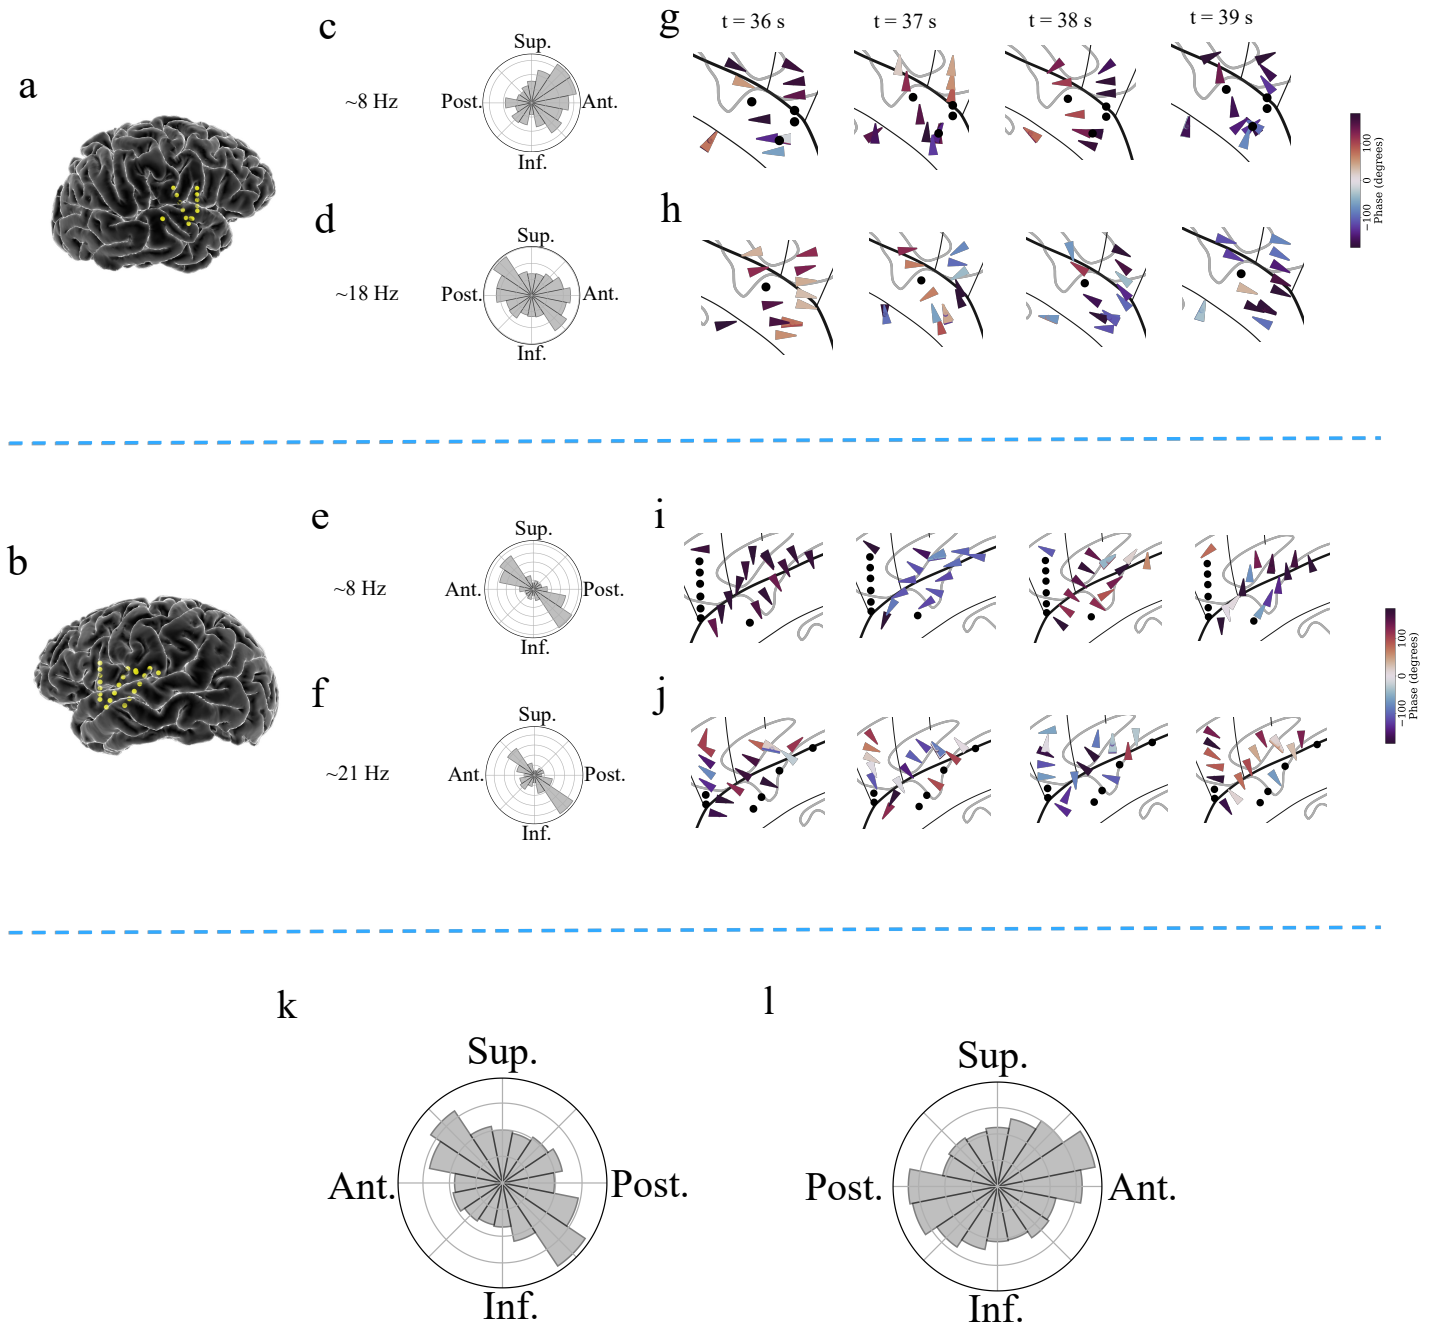 a
c
~8 Hz
Sup.
Post.
Ant.
Inf.
g
t = 36 s
t = 37 s
t = 38 s
t = 39 s
100
0
−100
Phase (degrees)
d
~18 Hz
Sup.
Post.
Ant.
Inf.
h
b
e
~8 Hz
Sup.
Ant.
Post.
Inf.
i
100
0
−100
Phase (degrees)
f
~21 Hz
Sup.
Ant.
Post.
Inf.
j
k
Sup.
Ant.
Post.
Inf.
l
Sup.
Post.
Ant.
Inf.